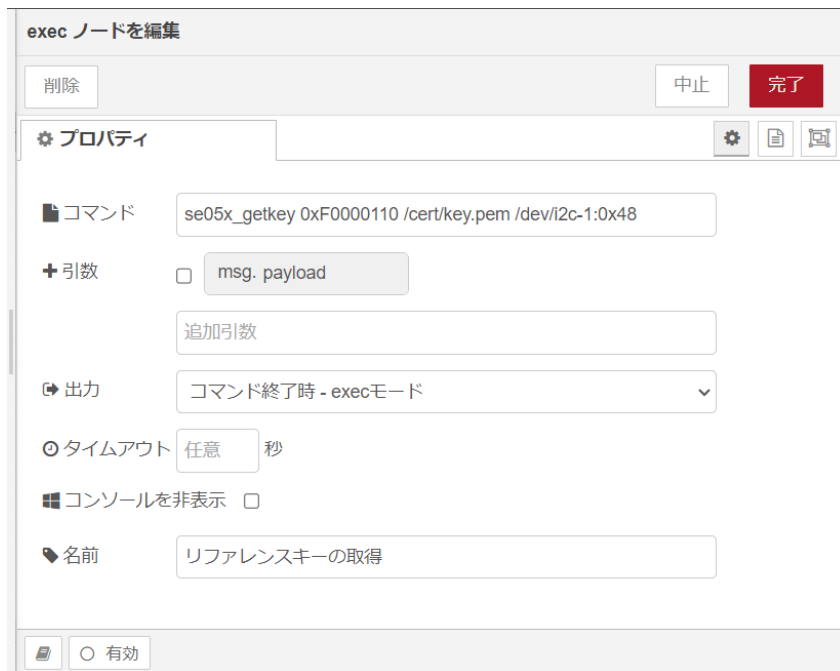 exec ノードを編集
削除
中止
完了
プロパティ
コマンド
se05x_getkey 0xF0000110 /cert/key.pem /dev/i2c-1:0x48
引数
msg. payload
追加引数
出力
コマンド終了時 - execモード
タイムアウト
任意
秒
コンソールを非表示
名前
リファレンスキーの取得
有効